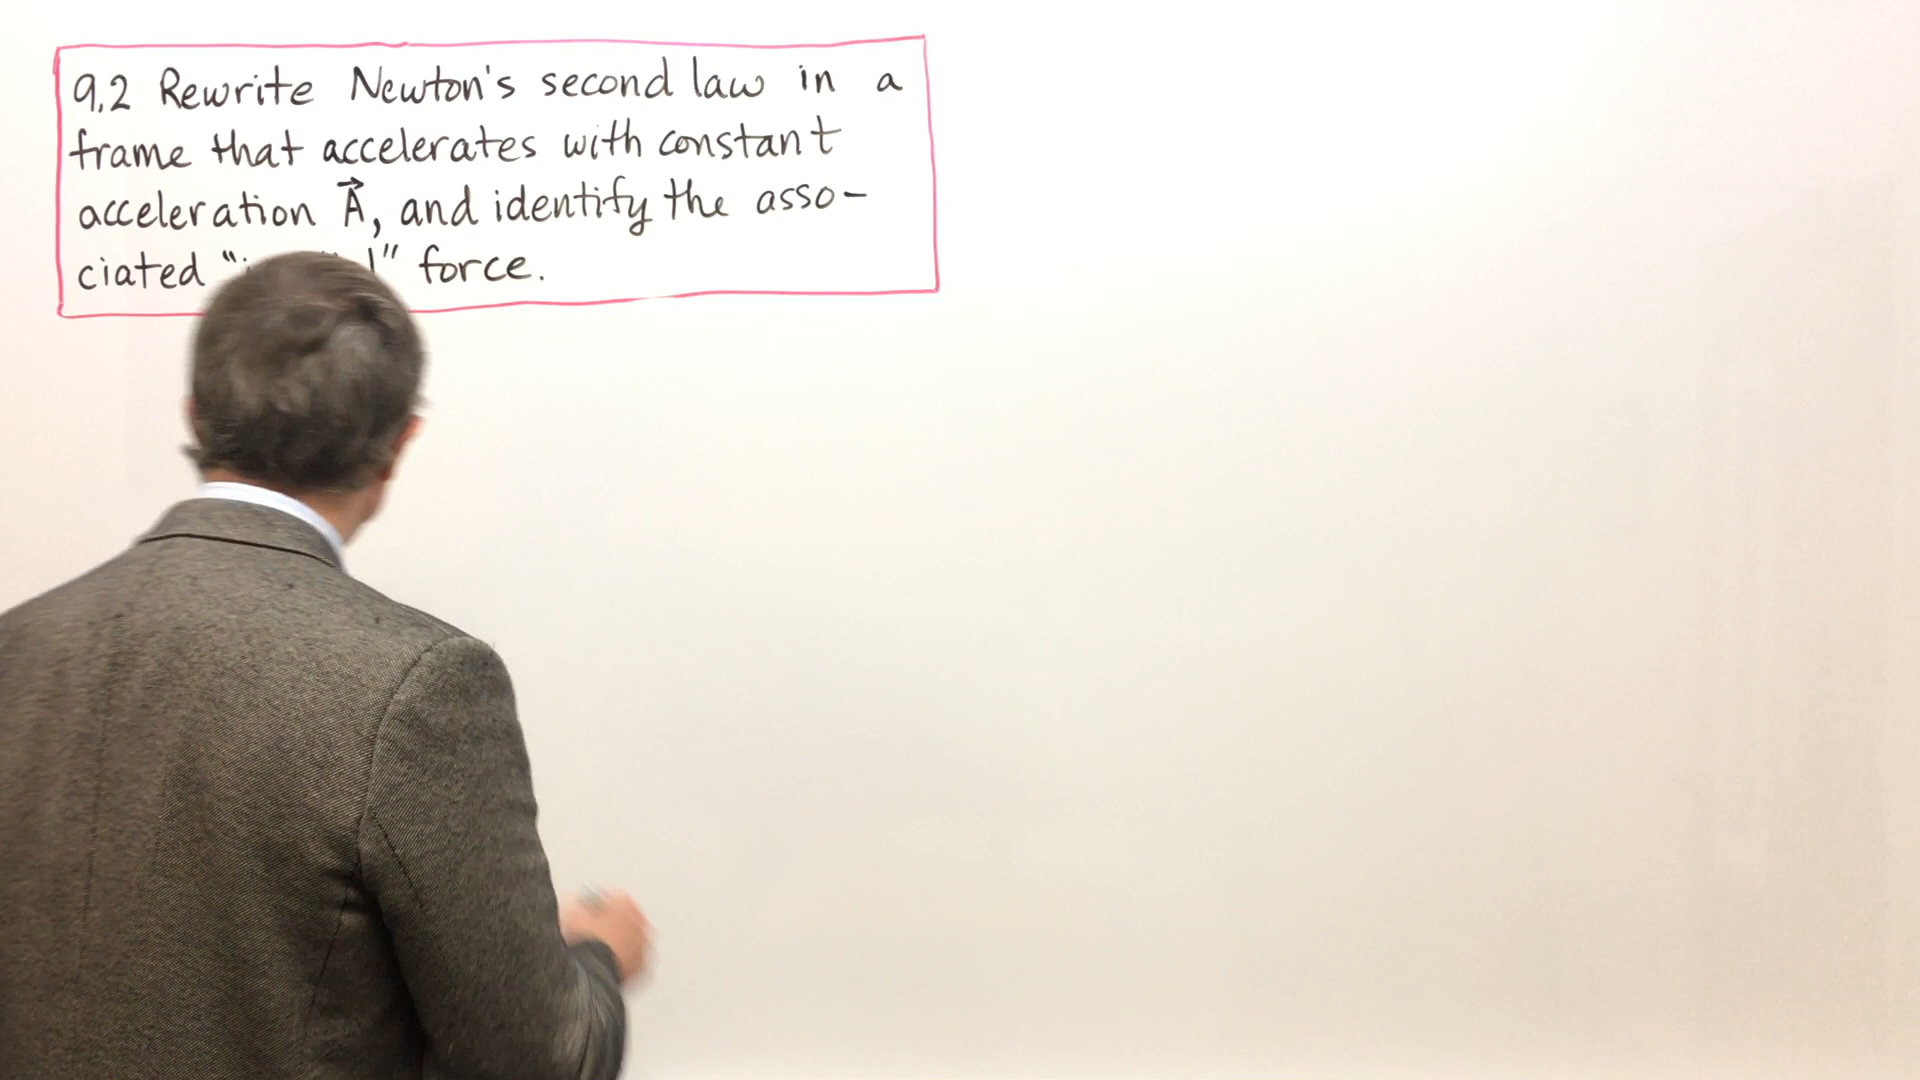 9.2 Rewrite Newton's second law in a
frame that accelerates with constant
acceleration A⃗, and identify the asso-
ciated " " force.